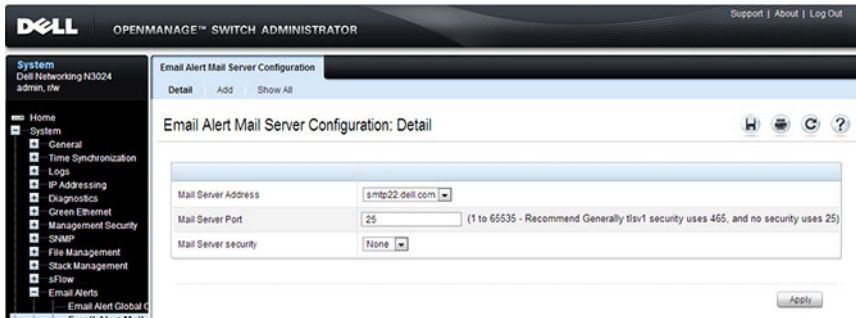 Support | About | Log Out
DELL OPENMANAGE™ SWITCH ADMINISTRATOR
System
Dell Networking N3024
admin, r/w
Home
System
General
Time Synchronization
Logs
IP Addressing
Diagnostics
Green Ethernet
Management Security
SNMP
File Management
Stack Management
sFlow
Email Alerts
Email Alert Global C
Email Alert Mail Server Configuration
Detail Add Show All
Email Alert Mail Server Configuration: Detail
Mail Server Address smtp22.dell.com
Mail Server Port 25 (1 to 65535 - Recommend Generally tlsv1 security uses 465, and no security uses 25)
Mail Server security None
Apply